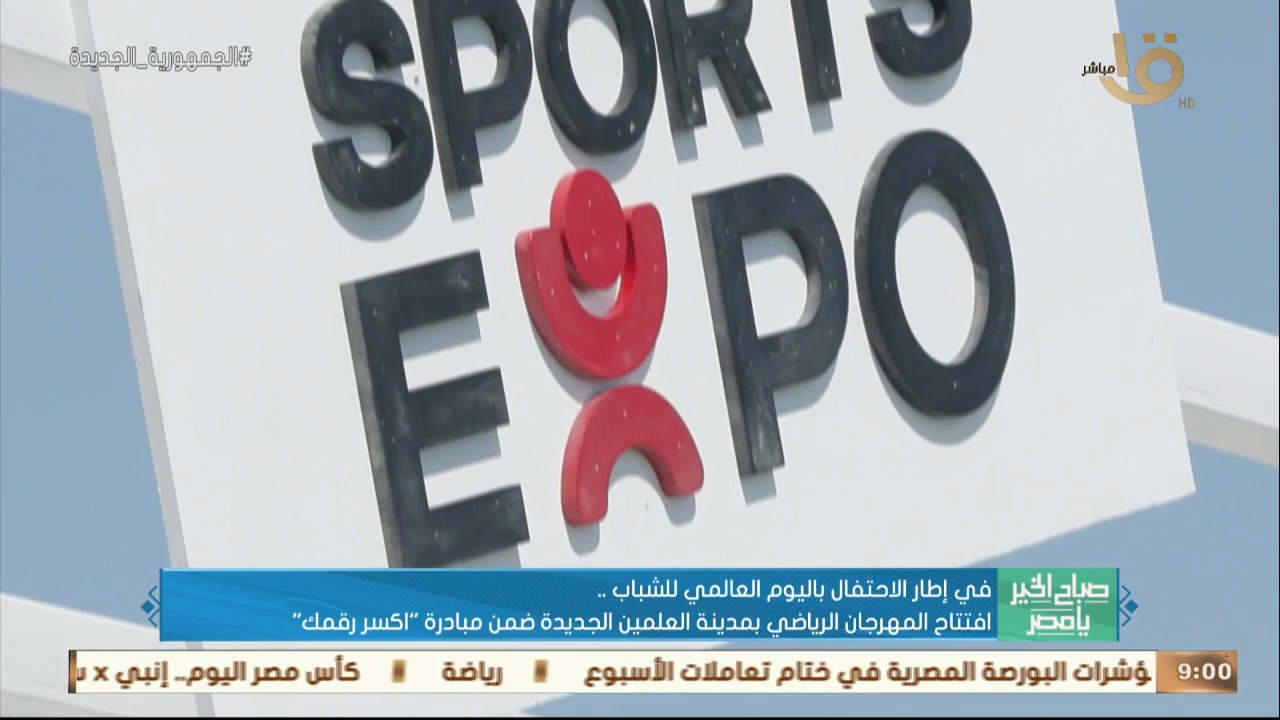 #الجمهورية_الجديدة
مباشر
HD
SPORTS
EXPO
صباح الخير
يا مصر
في إطار الاحتفال باليوم العالمي للشباب ..
افتتاح المهرجان الرياضي بمدينة العلمين الجديدة ضمن مبادرة "اكسر رقمك"
9:00
ؤشرات البورصة المصرية في ختام تعاملات الأسبوع رياضة كأس مصر اليوم.. إنبي x